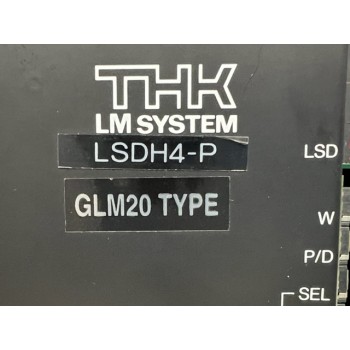 THK
LM SYSTEM
LSDH4-P
LSD
GLM20 TYPE
W
P/D
SEL